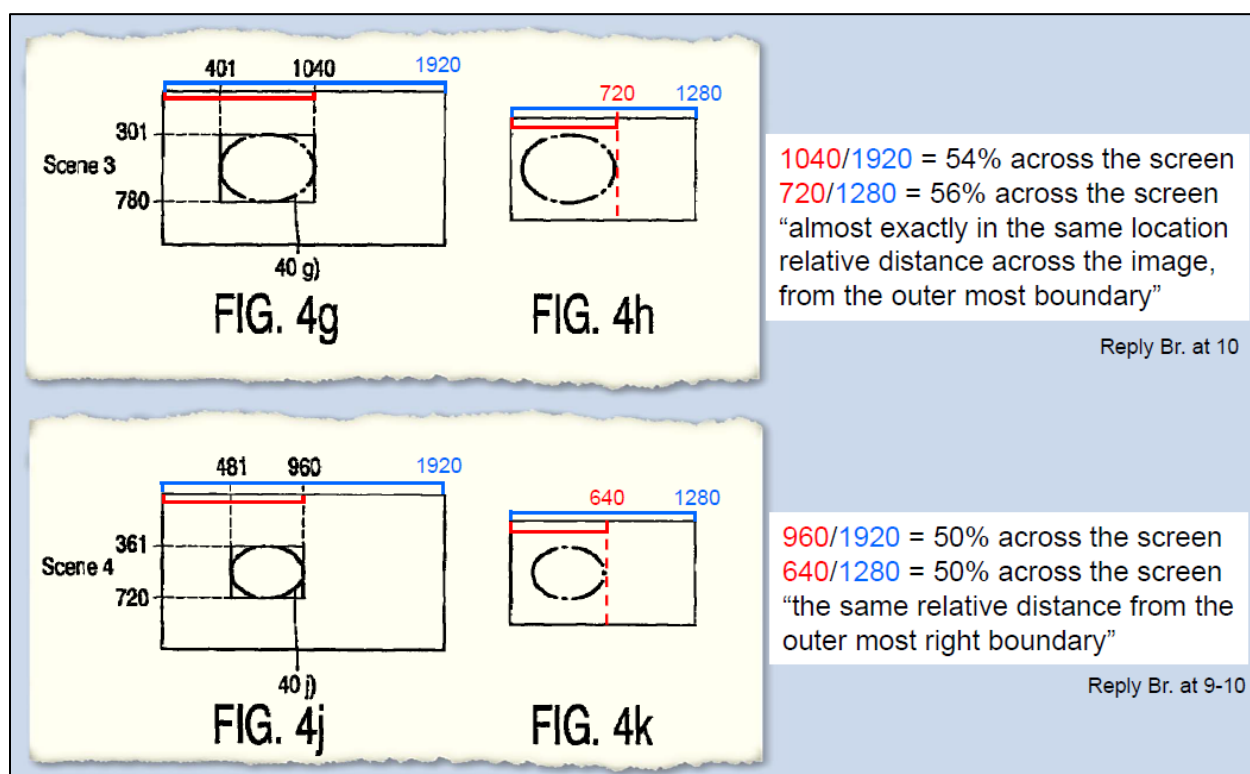 401 1040 1920
720 1280
301
Scene 3
780
40 g)
FIG. 4g
FIG. 4h
1040/1920 = 54% across the screen
720/1280 = 56% across the screen
“almost exactly in the same location
relative distance across the image,
from the outer most boundary”
Reply Br. at 10
481 960 1920
640 1280
361
Scene 4
720
40 j)
FIG. 4j
FIG. 4k
960/1920 = 50% across the screen
640/1280 = 50% across the screen
“the same relative distance from the
outer most right boundary”
Reply Br. at 9-10